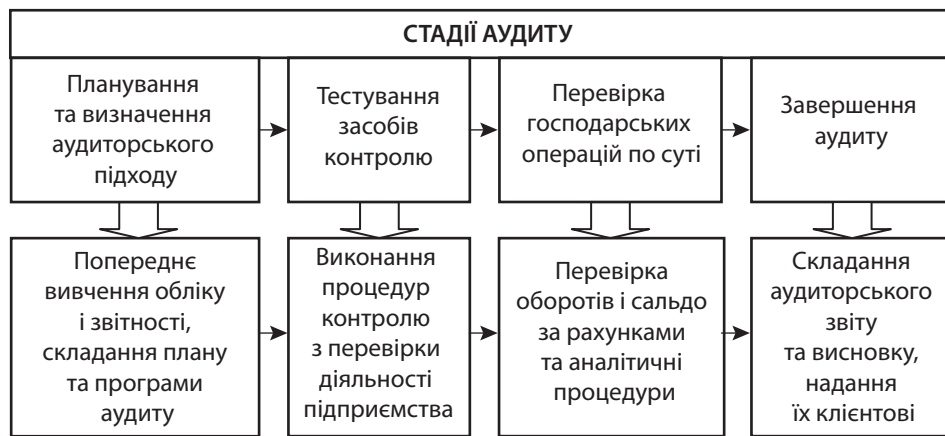 СТАДІЇ АУДИТУ
Планування
та визначення
аудиторського
підходу
Тестування
засобів
контролю
Перевірка
господарських
операцій по суті
Завершення
аудиту
Попереднє
вивчення обліку
і звітності,
складання плану
та програми
аудиту
Виконання
процедур
контролю
з перевірки
діяльності
підприємства
Перевірка
оборотів і сальдо
за рахунками
та аналітичні
процедури
Складання
аудиторського
звіту
та висновку,
надання
їх клієнтові